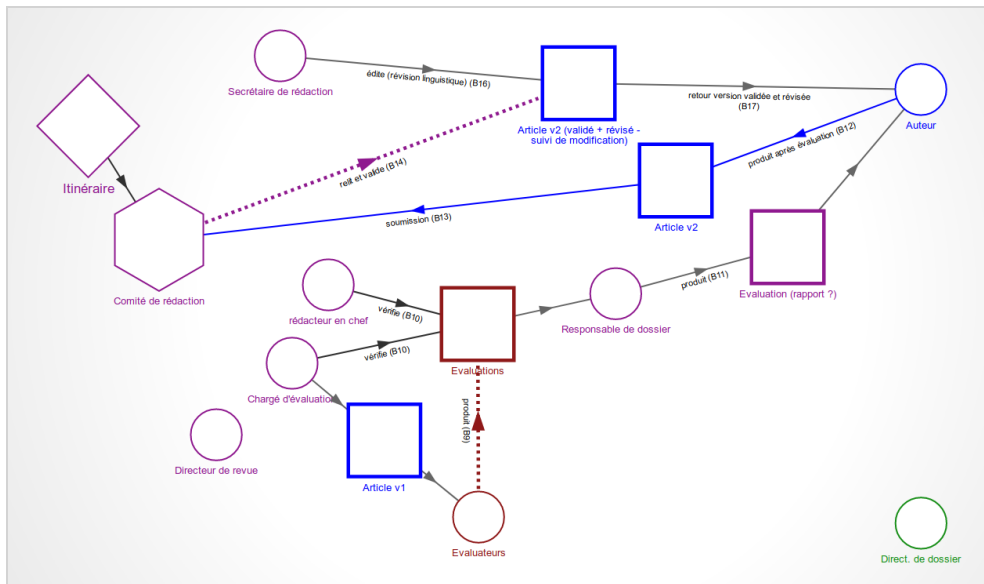 édite (révision linguistique) (B16)
Secrétaire de rédaction
retour version validée et révisée
(B17)
Auteur
Article v2 (validé + révisé -
suivi de modification)
produit après évaluation (B12)
relit et valide (B14)
Itinéraire
soumission (B13)
Article v2
Comité de rédaction
produit (B11)
Evaluation (rapport ?)
vérifie (B10)
rédacteur en chef
Responsable de dossier
vérifie (B10)
Evaluations
Chargé d'évaluation
produit (B9)
Directeur de revue
Article v1
Evaluateurs
Direct. de dossier